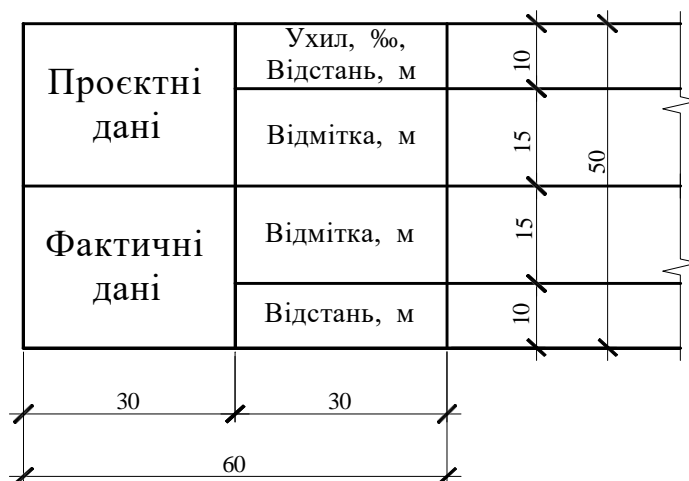 Проєктні
дані
Ухил, ‰,
Відстань, м
Відмітка, м
Фактичні
дані
Відмітка, м
Відстань, м
10
15
15
10
50
30
30
60